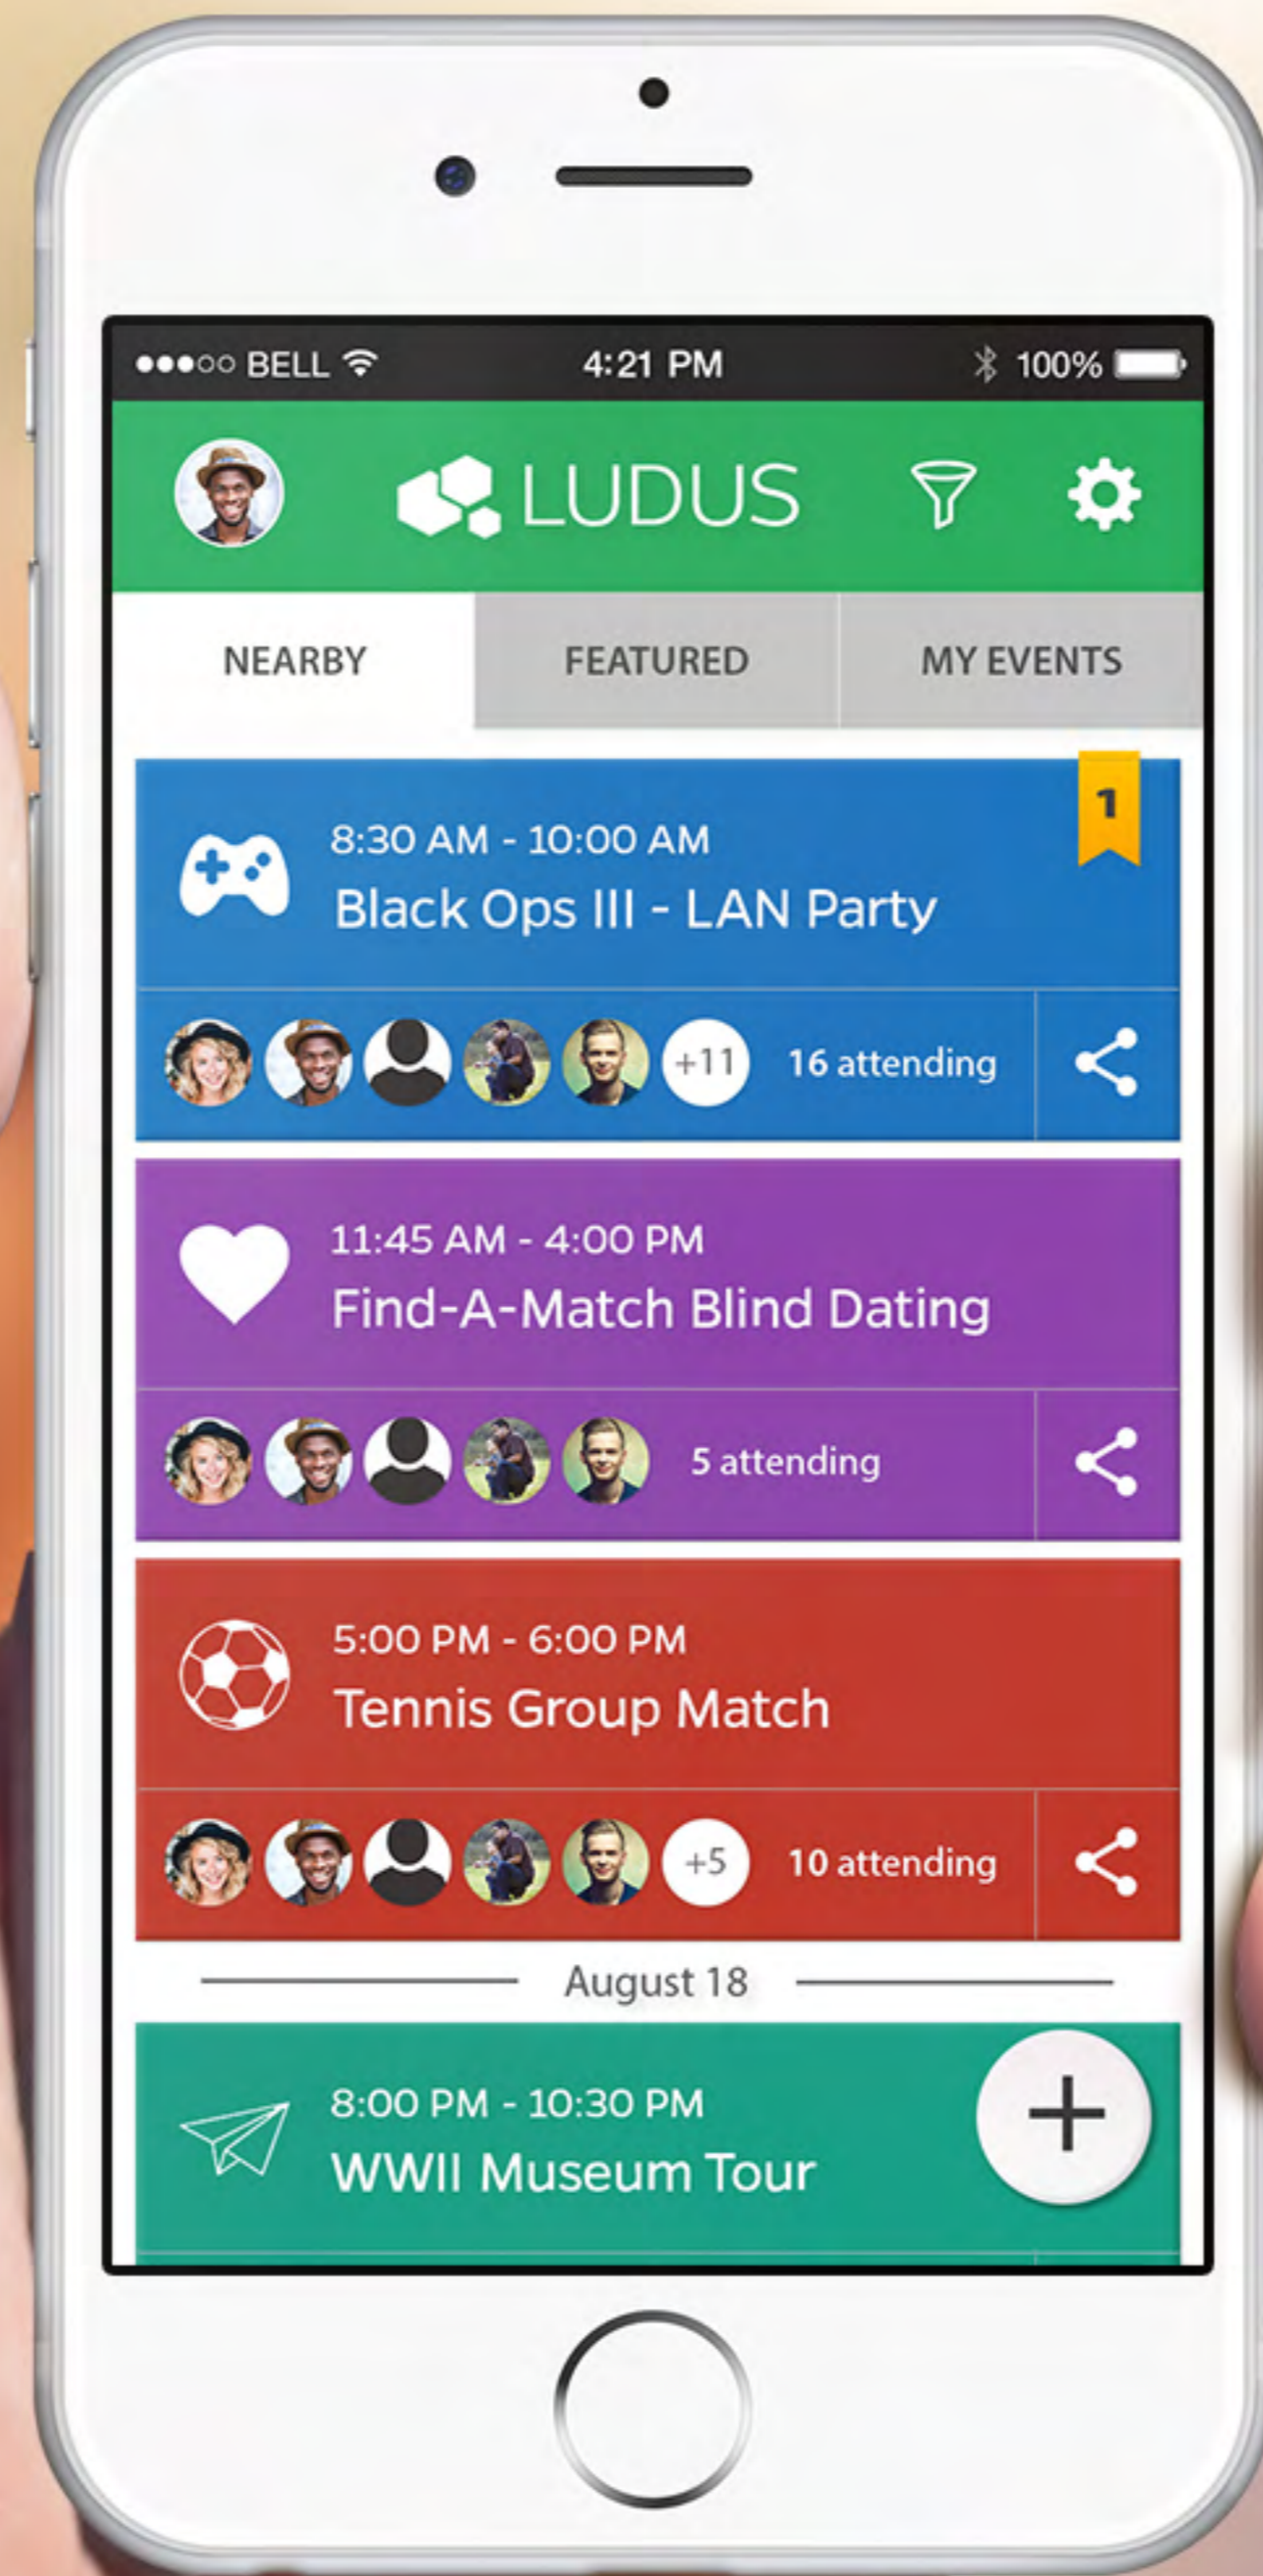 BELL 4:21 PM 100%
LUDUS
NEARBY FEATURED MY EVENTS
1
8:30 AM - 10:00 AM
Black Ops III - LAN Party
+11 16 attending
11:45 AM - 4:00 PM
Find-A-Match Blind Dating
5 attending
5:00 PM - 6:00 PM
Tennis Group Match
+5 10 attending
August 18
8:00 PM - 10:30 PM
WWII Museum Tour